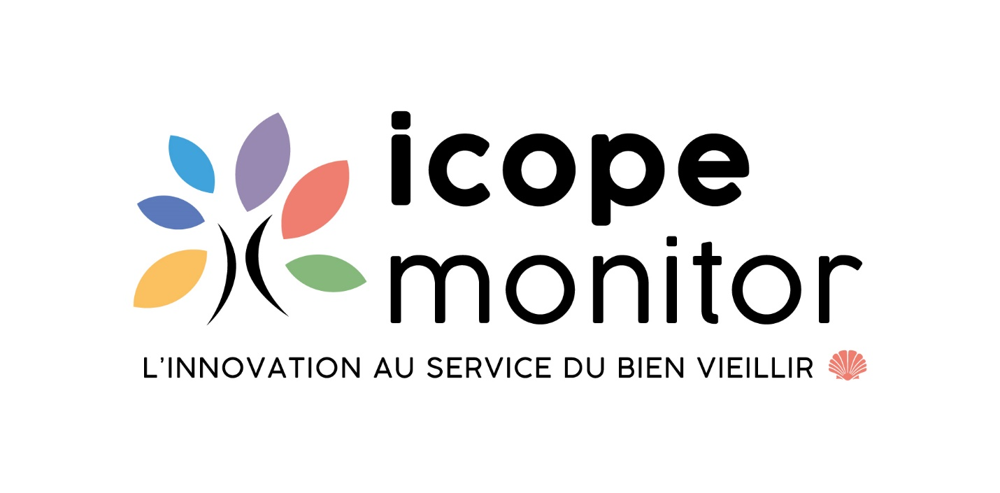 icope
monitor
L'INNOVATION AU SERVICE DU BIEN VIEILLIR